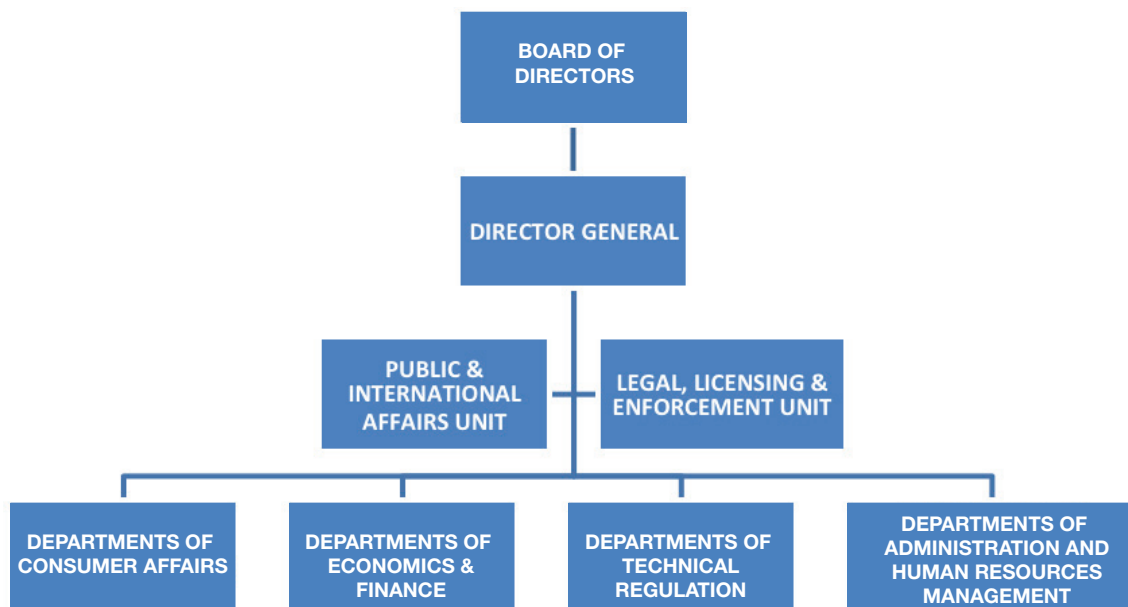 BOARD OF
DIRECTORS
DIRECTOR GENERAL
PUBLIC &
INTERNATIONAL
AFFAIRS UNIT
LEGAL, LICENSING &
ENFORCEMENT UNIT
DEPARTMENTS OF
CONSUMER AFFAIRS
DEPARTMENTS OF
ECONOMICS &
FINANCE
DEPARTMENTS OF
TECHNICAL
REGULATION
DEPARTMENTS OF
ADMINISTRATION AND
HUMAN RESOURCES
MANAGEMENT